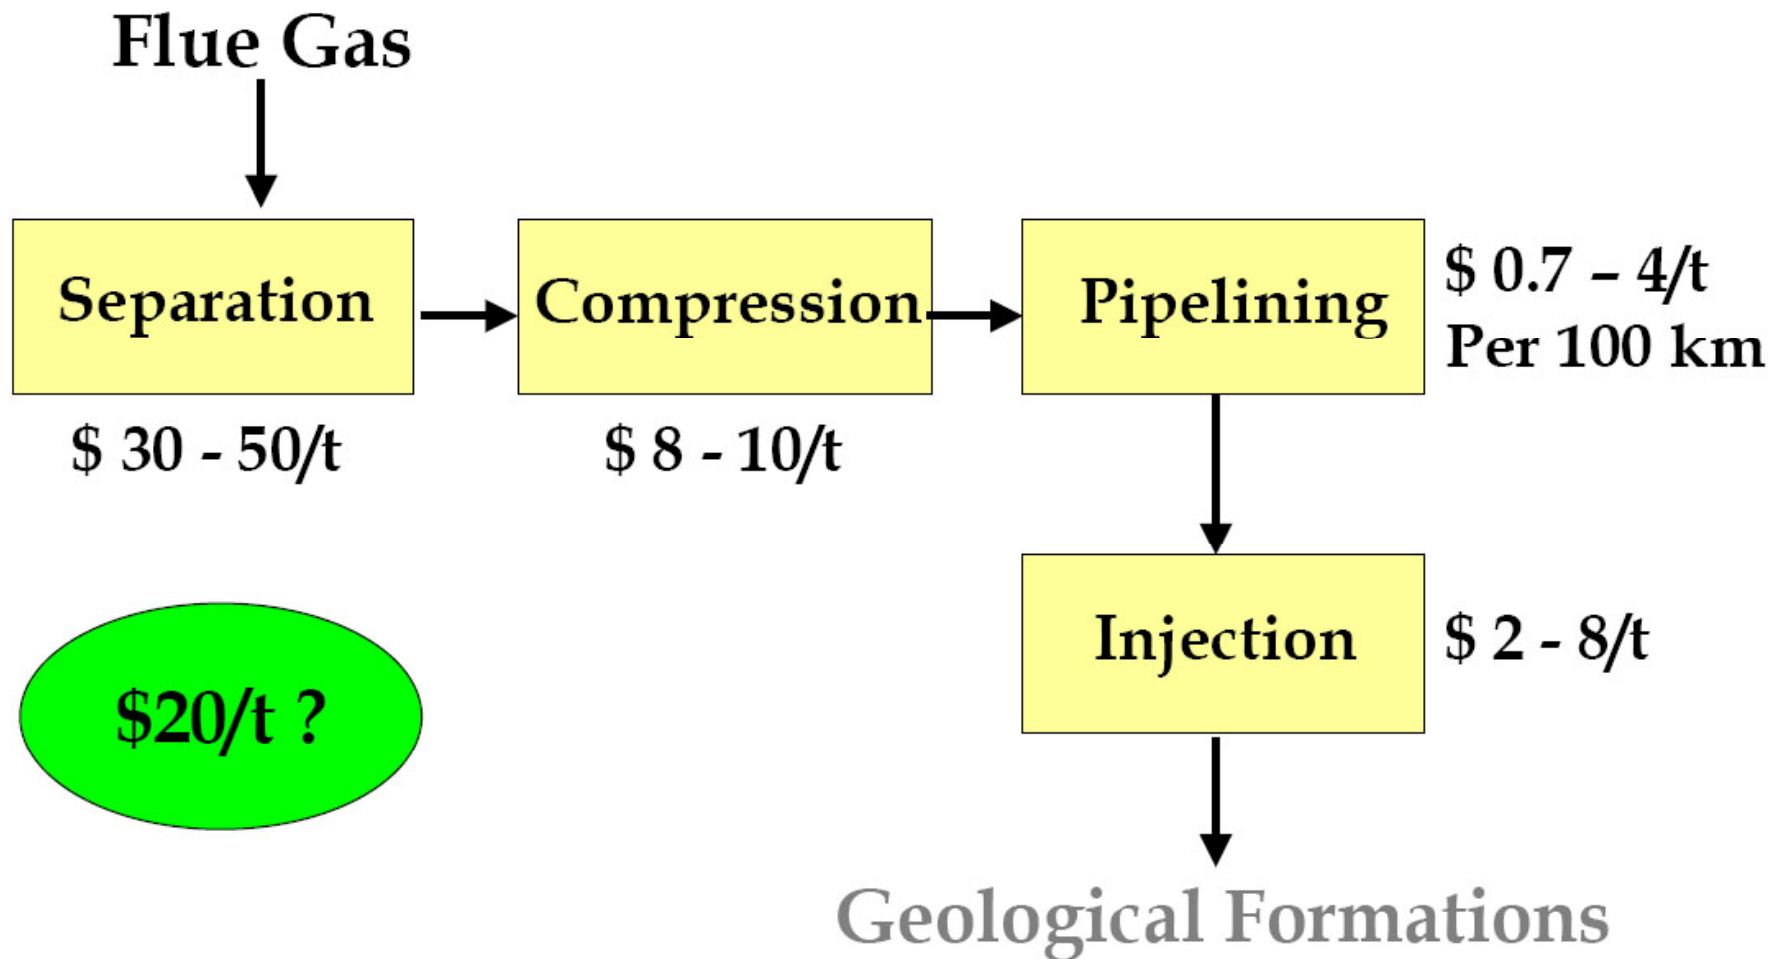 Flue Gas
Separation
Compression
Pipelining
$ 0.7 – 4/t
Per 100 km
$ 30 - 50/t
$ 8 - 10/t
Injection
$ 2 - 8/t
$20/t ?
Geological Formations